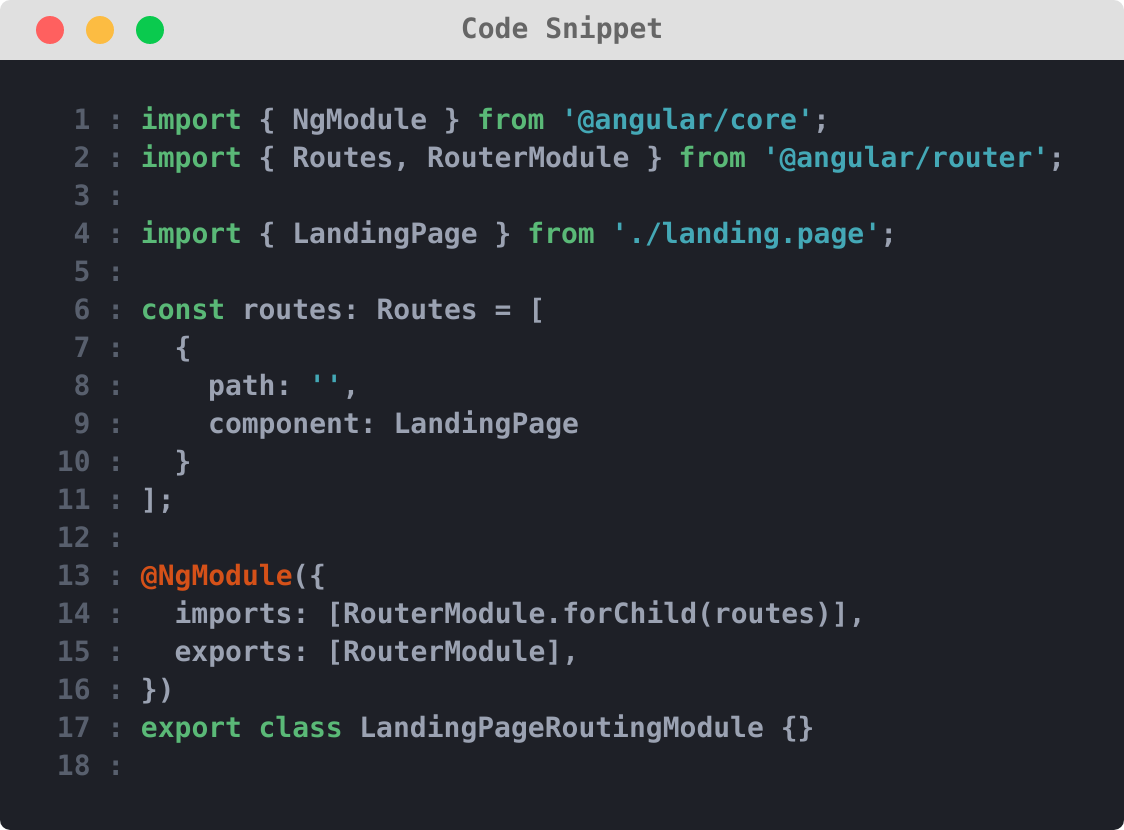 Code Snippet
1 : import { NgModule } from '@angular/core';
2 : import { Routes, RouterModule } from '@angular/router';
3 :
4 : import { LandingPage } from './landing.page';
5 :
6 : const routes: Routes = [
7 :   {
8 :     path: '',
9 :     component: LandingPage
10 :   }
11 : ];
12 :
13 : @NgModule({
14 :   imports: [RouterModule.forChild(routes)],
15 :   exports: [RouterModule],
16 : })
17 : export class LandingPageRoutingModule {}
18 :